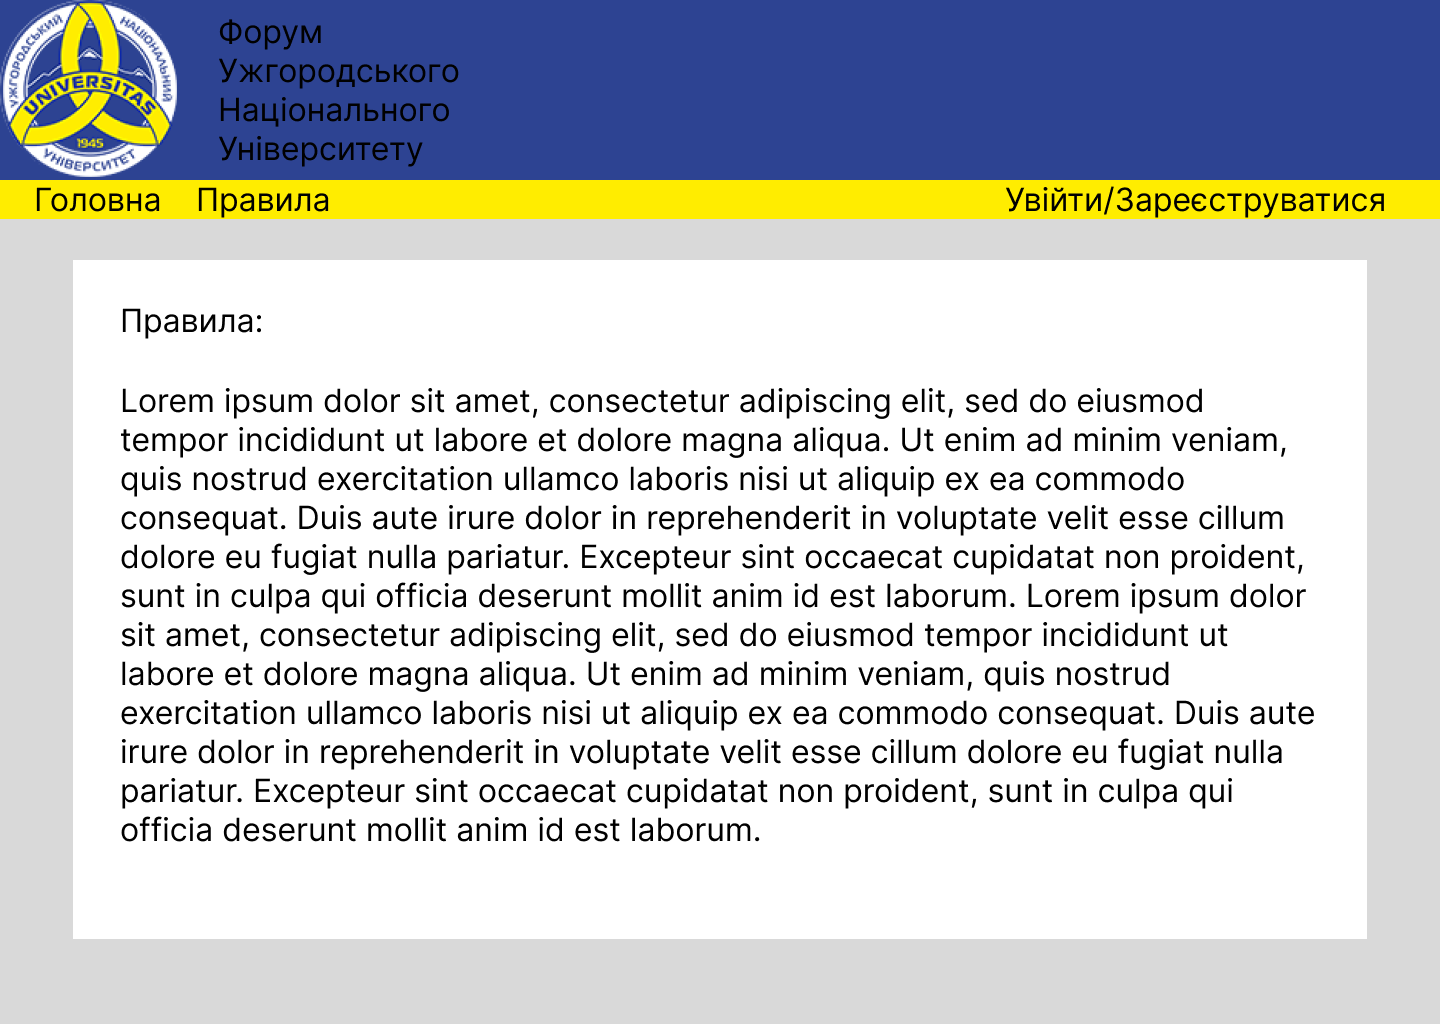 УЖГОРОДСЬКИЙ НАЦІОНАЛЬНИЙ
UNIVERSITAS
1945
УНІВЕРСИТЕТ
Форум
Ужгородського
Національного
Університету
Головна Правила Увійти/Зареєструватися
Правила:
Lorem ipsum dolor sit amet, consectetur adipiscing elit, sed do eiusmod
tempor incididunt ut labore et dolore magna aliqua. Ut enim ad minim veniam,
quis nostrud exercitation ullamco laboris nisi ut aliquip ex ea commodo
consequat. Duis aute irure dolor in reprehenderit in voluptate velit esse cillum
dolore eu fugiat nulla pariatur. Excepteur sint occaecat cupidatat non proident,
sunt in culpa qui officia deserunt mollit anim id est laborum. Lorem ipsum dolor
sit amet, consectetur adipiscing elit, sed do eiusmod tempor incididunt ut
labore et dolore magna aliqua. Ut enim ad minim veniam, quis nostrud
exercitation ullamco laboris nisi ut aliquip ex ea commodo consequat. Duis aute
irure dolor in reprehenderit in voluptate velit esse cillum dolore eu fugiat nulla
pariatur. Excepteur sint occaecat cupidatat non proident, sunt in culpa qui
officia deserunt mollit anim id est laborum.